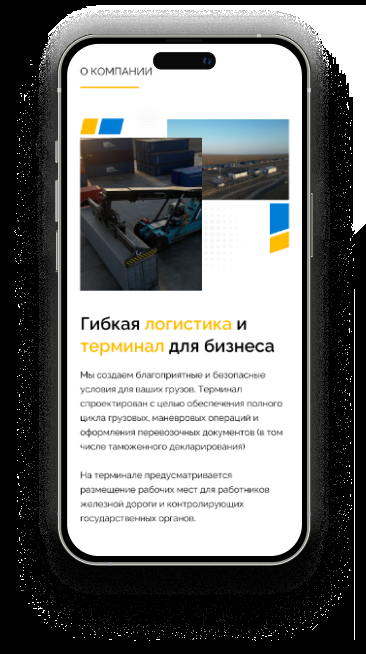 О КОМПАНИИ
Гибкая логистика и
терминал для бизнеса
Мы создаем благоприятные и безопасные
условия для ваших грузов. Терминал
спроектирован с целью обеспечения полного
цикла грузовых, маневровых операций и
оформления перевозочных документов (в том
числе таможенного декларирования)
На терминале предусматривается
размещение рабочих мест для работников
железной дороги и контролирующих
государственных органов.